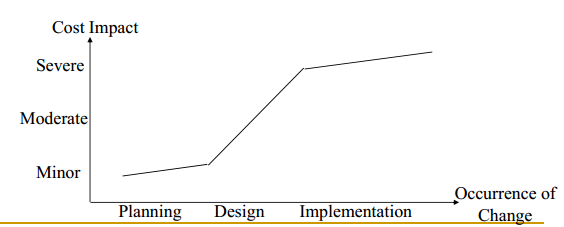 Cost Impact
Severe
Moderate
Minor
Occurrence of
Change
Planning Design Implementation